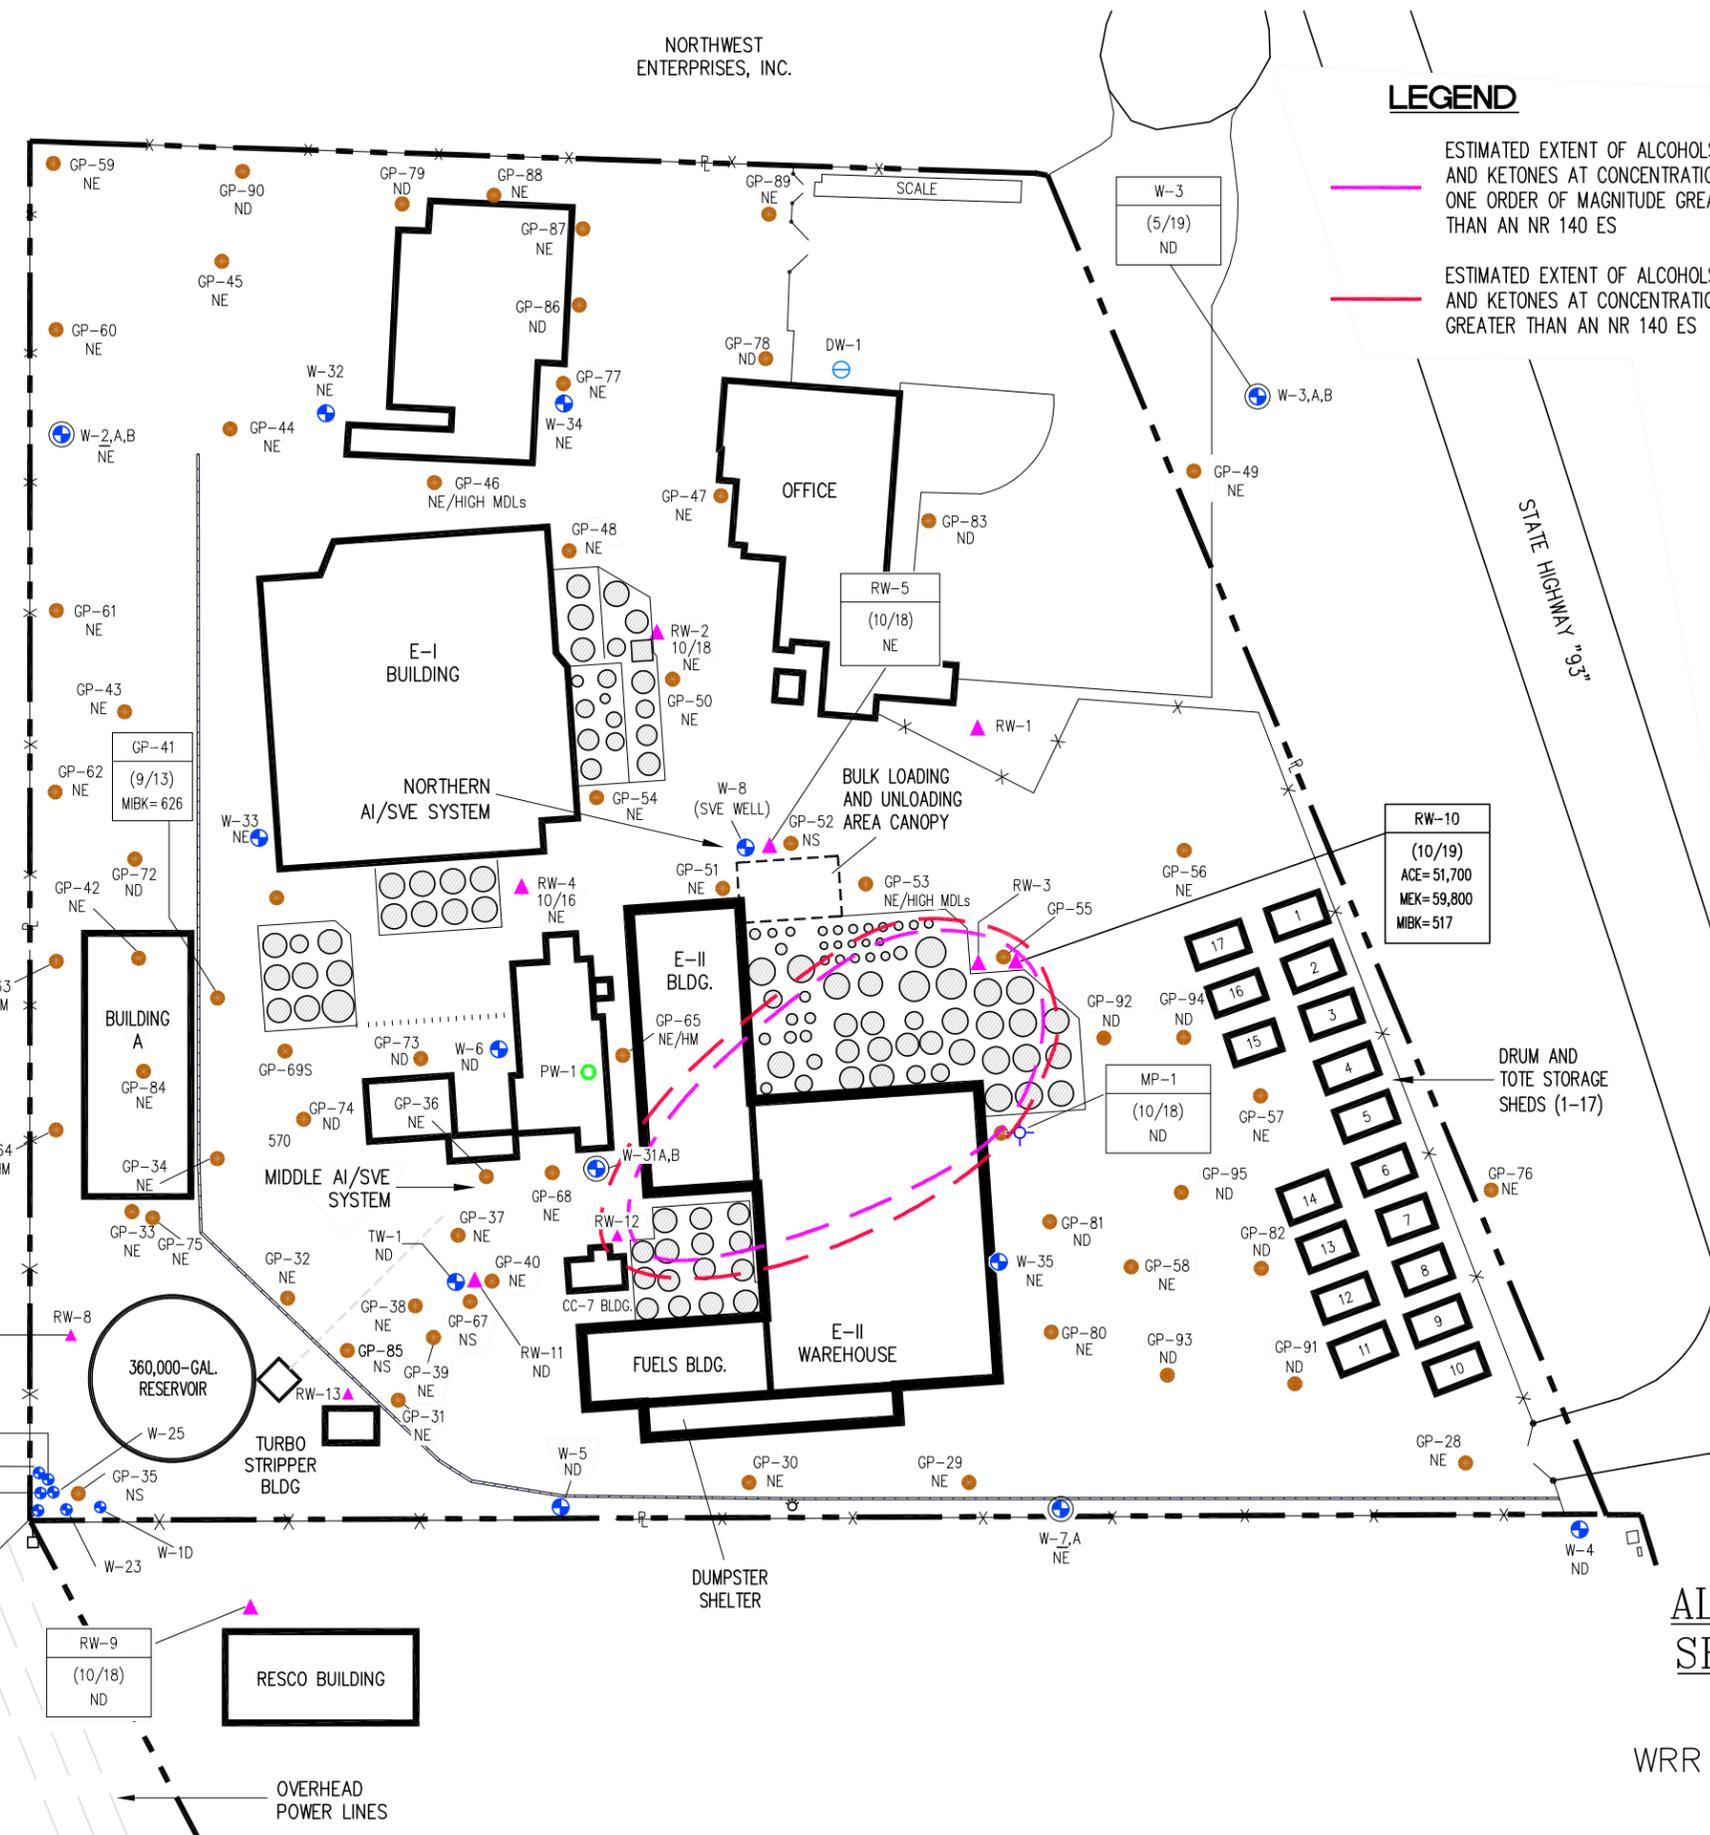 NORTHWEST
ENTERPRISES, INC.
LEGEND
ESTIMATED EXTENT OF ALCOHOLS
AND KETONES AT
ONE ORDER OF MAGNITUDE
THAN AN NR 140 ES
ESTIMATED EXTENT OF ALCOHOLS
AND KETONES AT
GREATER THAN AN NR 140 ES
GP-59
NE
GP-90
ND
GP-79
ND
GP-88
NE
GP-89
NE
SCALE
W-3
(5/19)
ND
GP-87
NE
GP-45
NE
GP-86
ND
GP-60
NE
GP-78
ND
DW-1
W-32
NE
GP-77
NE
W-3,A,B
W-2,A,B
NE
GP-44
NE
W-34
NE
GP-46
NE/HIGH MDLs
GP-47
NE
OFFICE
GP-49
NE
GP-83
ND
GP-48
NE
STATE HIGHWAY "93"
RW-5
(10/18)
NE
GP-61
NE
E-I
BUILDING
RW-2
10/18
NE
GP-50
NE
GP-43
NE
RW-1
GP-41
(9/13)
MIBK=626
GP-62
NE
NORTHERN
AI/SVE SYSTEM
GP-54
NE
W-8
(SVE WELL)
BULK LOADING
AND UNLOADING
AREA CANOPY
W-33
NE
GP-52
NS
RW-10
(10/19)
ACE=51,700
MEK=59,800
MIBK=517
GP-72
ND
GP-42
NE
RW-4
10/16
NE
GP-51
NE
GP-53
NE/HIGH MDLs
RW-3
GP-55
GP-56
NE
1
17
2
16
3
15
4
5
6
14
7
13
8
12
9
11
10
E-II
BLDG.
BUILDING
A
GP-65
NE/HM
GP-92
ND
GP-94
ND
GP-73
ND
W-6
ND
GP-69S
PW-1
GP-84
NE
GP-36
NE
GP-74
ND
570
MP-1
(10/18)
ND
GP-57
NE
DRUM AND
TOTE STORAGE
SHEDS (1-17)
W-31A,B
GP-34
NE
MIDDLE AI/SVE
SYSTEM
GP-68
NE
GP-95
ND
GP-76
NE
GP-33
NE
GP-75
NE
TW-1
ND
GP-37
NE
RW-12
GP-81
ND
GP-82
ND
GP-32
NE
GP-40
NE
W-35
NE
GP-58
NE
CC-7 BLDG.
GP-38
NE
GP-67
NS
RW-8
GP-85
NS
GP-39
NE
RW-11
ND
FUELS BLDG.
E-II
WAREHOUSE
GP-80
NE
GP-93
ND
GP-91
ND
360,000-GAL.
RESERVOIR
RW-13
GP-31
NE
W-25
TURBO
STRIPPER
BLDG
GP-35
NS
W-5
ND
GP-30
NE
GP-29
NE
GP-28
NE
W-23
W-1D
W-7,A
NE
W-4
ND
DUMPSTER
SHELTER
RW-9
(10/18)
ND
RESCO BUILDING
WRR
OVERHEAD
POWER LINES